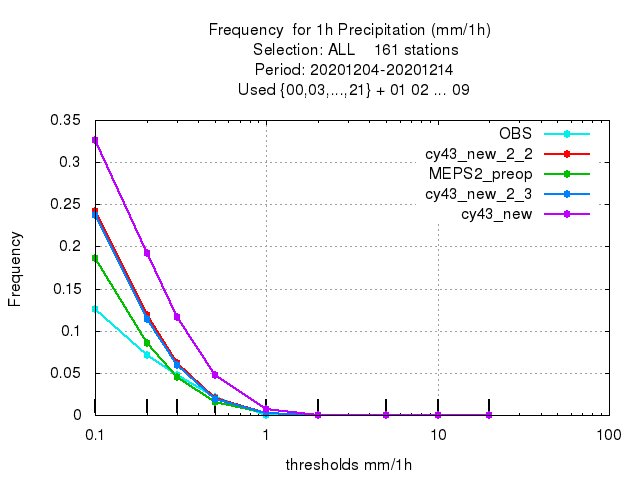 Frequency  for 1h Precipitation (mm/1h)
Selection: ALL    161 stations
Period: 20201204-20201214
Used {00,03,...,21} + 01 02 ... 09
OBS
cy43_new_2_2
MEPS2_preop
cy43_new_2_3
cy43_new
Frequency
0.35
0.3
0.25
0.2
0.15
0.1
0.05
0
0.1 1 10 100
thresholds mm/1h